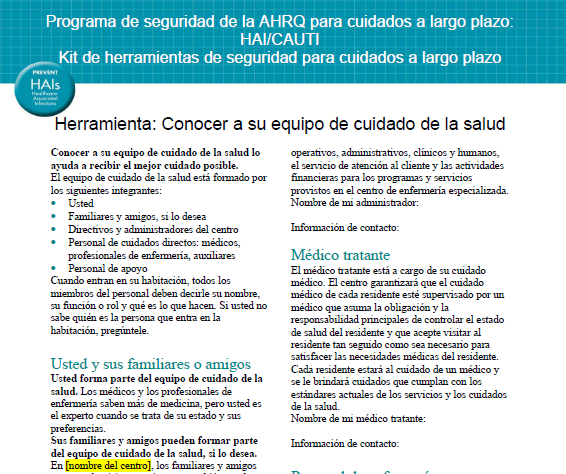 Programa de seguridad de la AHRQ para cuidados a largo plazo:
HAI/CAUTI
Kit de herramientas de seguridad para cuidados a largo plazo
PREVENT
HAIs
Healthcare
Associated
Infections
Herramienta: Conocer a su equipo de cuidado de la salud
Conocer a su equipo de cuidado de la salud lo
ayuda a recibir el mejor cuidado posible.
El equipo de cuidado de la salud está formado por
los siguientes integrantes:
• Usted
• Familiares y amigos, si lo desea
• Directivos y administradores del centro
• Personal de cuidados directos: médicos,
profesionales de enfermería, auxiliares
• Personal de apoyo
Cuando entran en su habitación, todos los
miembros del personal deben decirle su nombre,
su función o rol y qué es lo que hacen. Si usted no
sabe quién es la persona que entra en la
habitación, pregúntele.
Usted y sus familiares o amigos
Usted forma parte del equipo de cuidado de la
salud. Los médicos y los profesionales de
enfermería saben más de medicina, pero usted es
el experto cuando se trata de su estado y sus
preferencias.
Sus familiares y amigos pueden formar parte
del equipo de cuidado de la salud, si lo desea.
En [nombre del centro], los familiares y amigos
operativos, administrativos, clínicos y humanos,
el servicio de atención al cliente y las actividades
financieras para los programas y servicios
provistos en el centro de enfermería especializada.
Nombre de mi administrador:
Información de contacto:
Médico tratante
El médico tratante está a cargo de su cuidado
médico. El centro garantizará que el cuidado
médico de cada residente esté supervisado por un
médico que asuma la obligación y la
responsabilidad principales de controlar el estado
de salud del residente y que acepte visitar al
residente tan seguido como sea necesario para
satisfacer las necesidades médicas del residente.
Cada residente estará al cuidado de un médico y
se le brindará cuidados que cumplan con los
estándares actuales de los servicios y los cuidados
de la salud.
Nombre de mi médico tratante:
Información de contacto: